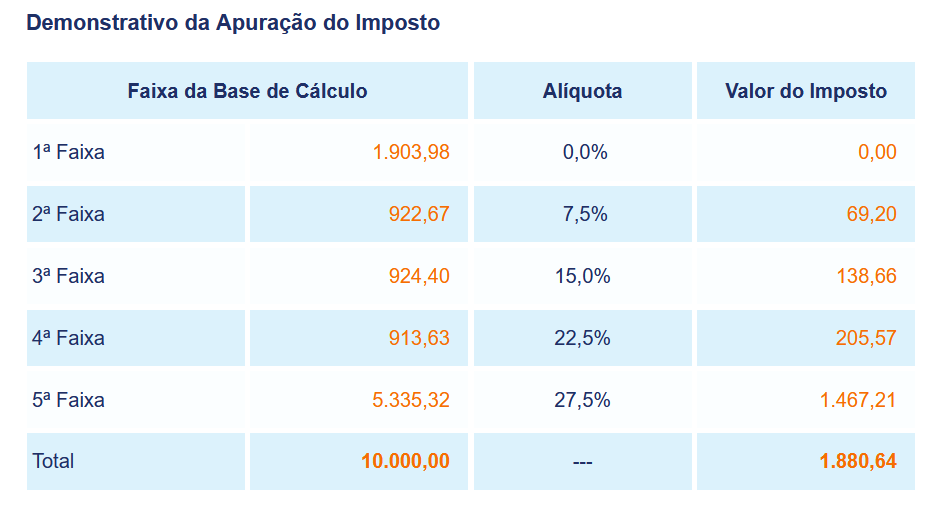 Demonstrativo da Apuração do Imposto
Faixa da Base de Cálculo Alíquota Valor do Imposto
1ª Faixa 1.903,98 0,0% 0,00
2ª Faixa 922,67 7,5% 69,20
3ª Faixa 924,40 15,0% 138,66
4ª Faixa 913,63 22,5% 205,57
5ª Faixa 5.335,32 27,5% 1.467,21
Total 10.000,00 --- 1.880,64